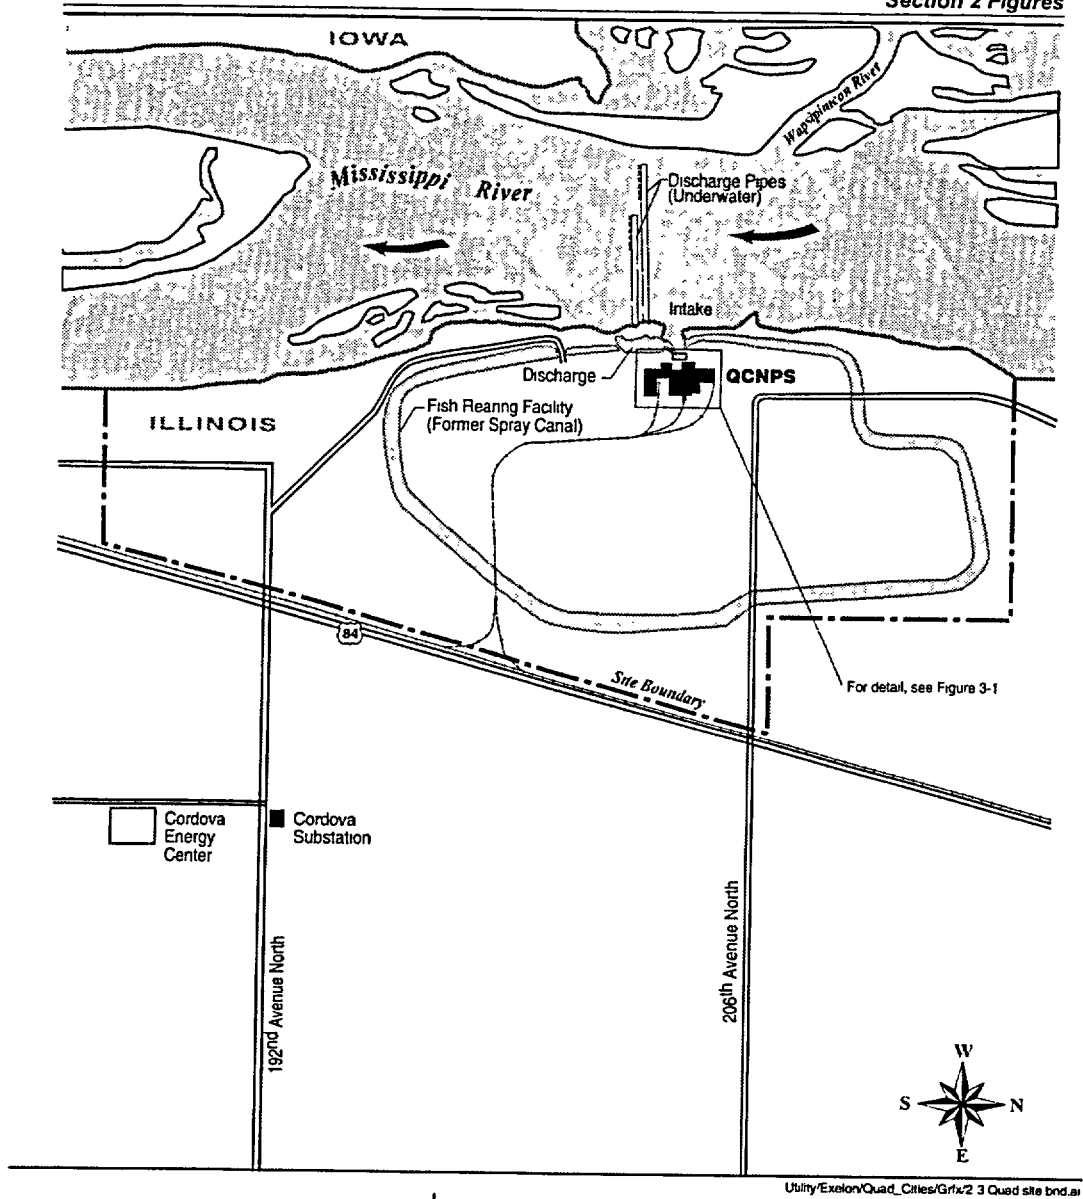 Section 2 Figures
IOWA
Wapsipinicon River
Mississippi River
Discharge Pipes
(Underwater)
Intake
Discharge
QCNPS
Fish Rearing Facility
(Former Spray Canal)
ILLINOIS
84
Site Boundary
For detail, see Figure 3-1
Cordova
Energy
Center
Cordova
Substation
192nd Avenue North
206th Avenue North
W
S
N
E
Utility/Exelon/Quad_Cities/Grfx/2 3 Quad site bnd.ai